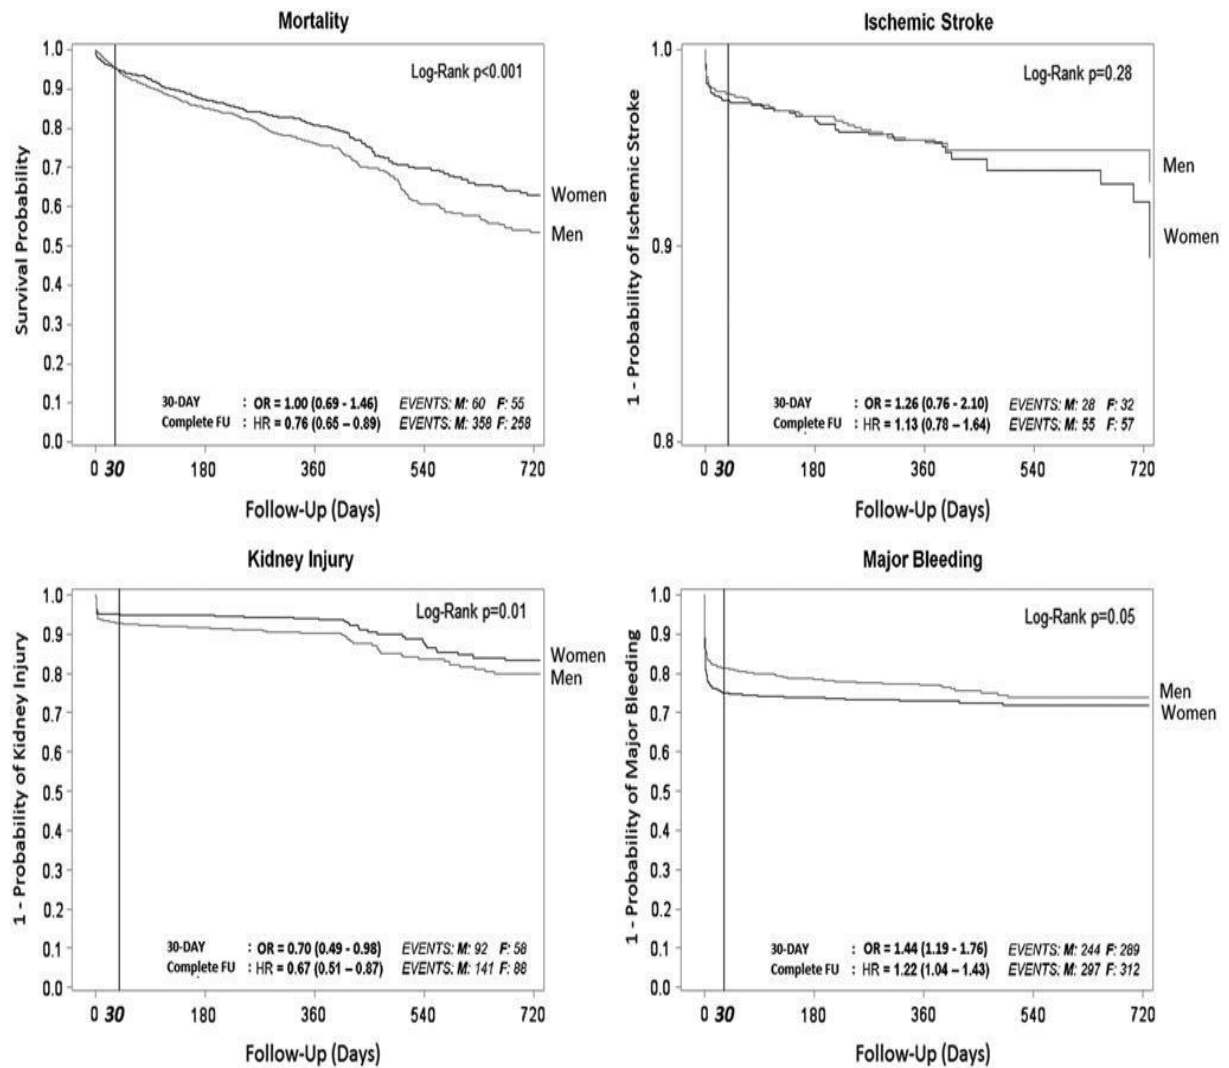 Mortality
Survival Probability
1.0
0.9
0.8
0.7
0.6
0.5
0.4
0.3
0.2
0.1
0.0
Log-Rank p<0.001
Women
Men
30-DAY : OR = 1.00 (0.69 - 1.46) EVENTS: M: 60 F: 55
Complete FU : HR = 0.76 (0.65 – 0.89) EVENTS: M: 358 F: 258
0 30 180 360 540 720
Follow-Up (Days)
Ischemic Stroke
1 - Probability of Ischemic Stroke
1.0
0.9
0.8
Log-Rank p=0.28
Men
Women
30-DAY : OR = 1.26 (0.76 - 2.10) EVENTS: M: 28 F: 32
Complete FU : HR = 1.13 (0.78 – 1.64) EVENTS: M: 55 F: 57
0 30 180 360 540 720
Follow-Up (Days)
Kidney Injury
1 - Probability of Kidney Injury
1.0
0.9
0.8
0.7
0.6
0.5
0.4
0.3
0.2
0.1
0.0
Log-Rank p=0.01
Women
Men
30-DAY : OR = 0.70 (0.49 - 0.98) EVENTS: M: 92 F: 58
Complete FU : HR = 0.67 (0.51 – 0.87) EVENTS: M: 141 F: 88
0 30 180 360 540 720
Follow-Up (Days)
Major Bleeding
1 - Probability of Major Bleeding
1.0
0.9
0.8
0.7
0.6
0.5
0.4
0.3
0.2
0.1
0.0
Log-Rank p=0.05
Men
Women
30-DAY : OR = 1.44 (1.19 - 1.76) EVENTS: M: 244 F: 289
Complete FU : HR = 1.22 (1.04 – 1.43) EVENTS: M: 297 F: 312
0 30 180 360 540 720
Follow-Up (Days)